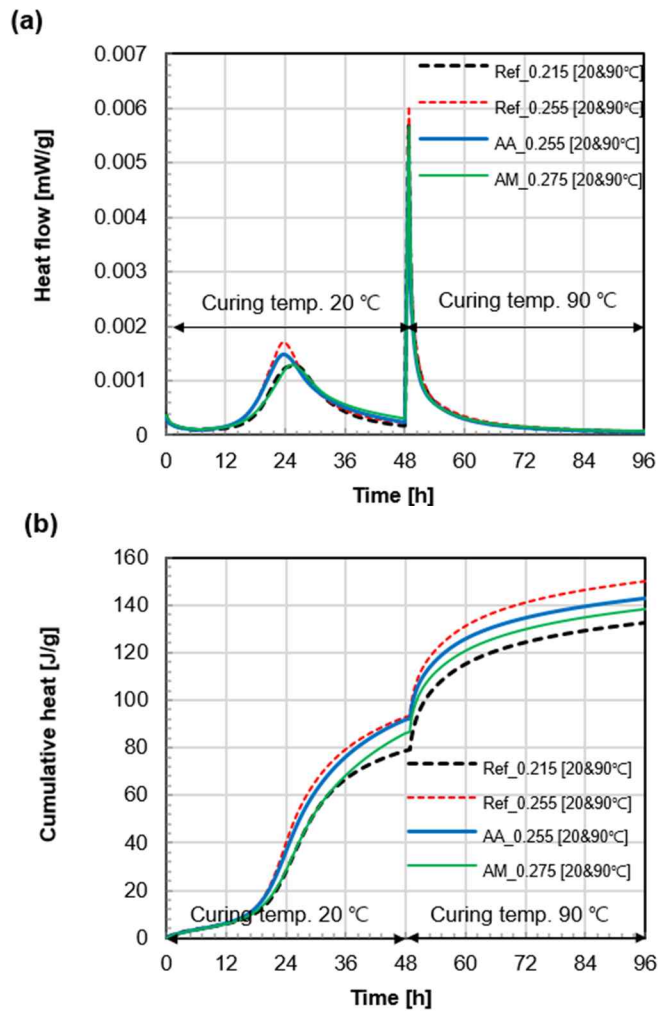 (a)
0.007
0.006
0.005
0.004
0.003
0.002
0.001
0
Heat flow [mW/g]
Ref_0.215 [20&90℃]
Ref_0.255 [20&90℃]
AA_0.255 [20&90℃]
AM_0.275 [20&90℃]
Curing temp. 20 ℃
Curing temp. 90 ℃
0 12 24 36 48 60 72 84 96
Time [h]
(b)
160
140
120
100
80
60
40
20
0
Cumulative heat [J/g]
Ref_0.215 [20&90℃]
Ref_0.255 [20&90℃]
AA_0.255 [20&90℃]
AM_0.275 [20&90℃]
Curing temp. 20 ℃
Curing temp. 90 ℃
0 12 24 36 48 60 72 84 96
Time [h]